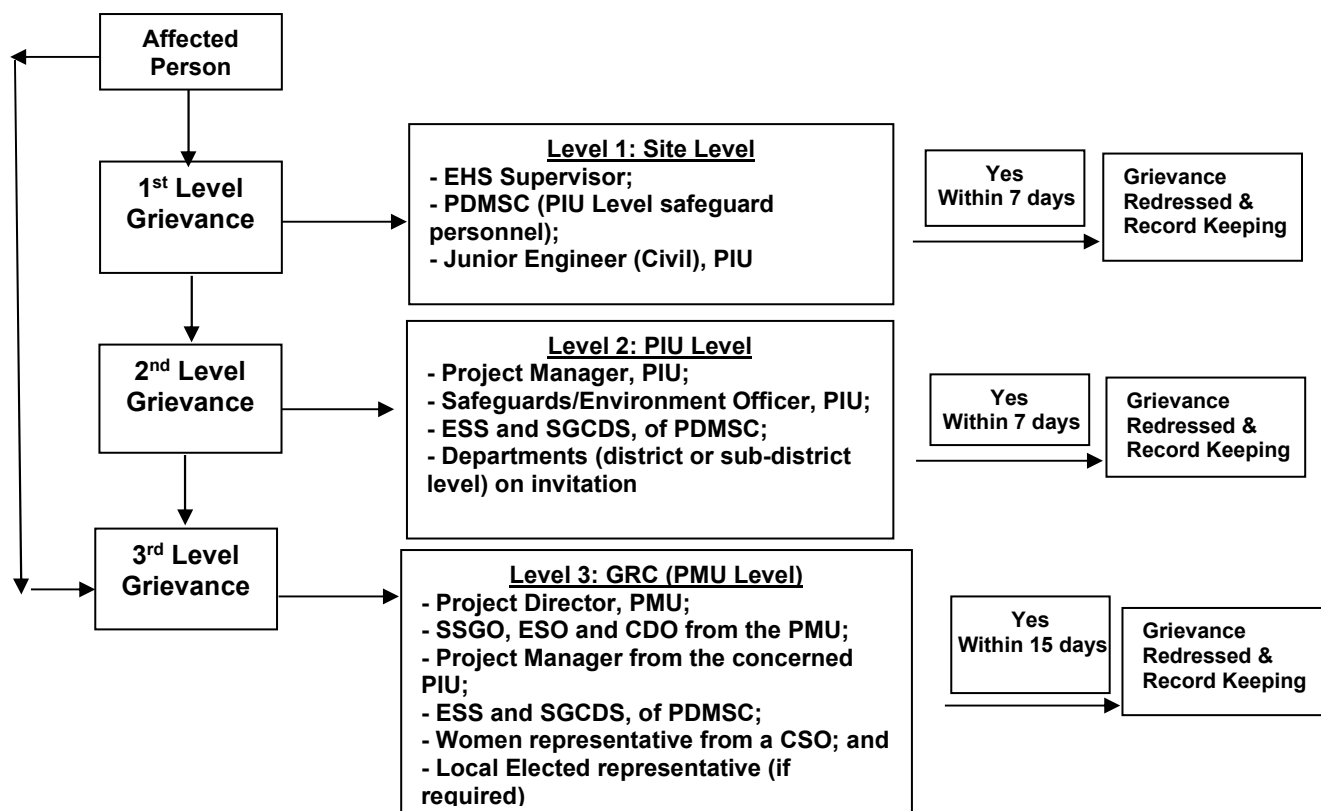 Affected
Person
1st Level
Grievance
Level 1: Site Level
- EHS Supervisor;
- PDMSC (PIU Level safeguard
personnel);
- Junior Engineer (Civil), PIU
Yes
Within 7 days
Grievance
Redressed &
Record Keeping
2nd Level
Grievance
Level 2: PIU Level
- Project Manager, PIU;
- Safeguards/Environment Officer, PIU;
- ESS and SGCDS, of PDMSC;
- Departments (district or sub-district
level) on invitation
Yes
Within 7 days
Grievance
Redressed &
Record Keeping
3rd Level
Grievance
Level 3: GRC (PMU Level)
- Project Director, PMU;
- SSGO, ESO and CDO from the PMU;
- Project Manager from the concerned
PIU;
- ESS and SGCDS, of PDMSC;
- Women representative from a CSO; and
- Local Elected representative (if
required)
Yes
Within 15 days
Grievance
Redressed &
Record Keeping